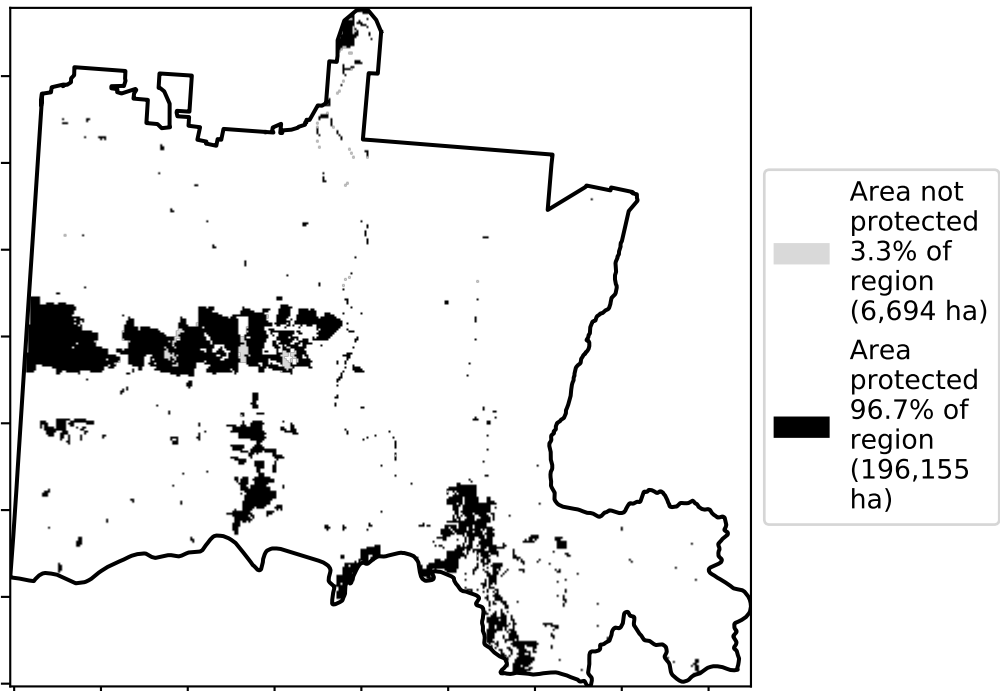 Area not
protected
3.3% of
region
(6,694 ha)
Area
protected
96.7% of
region
(196,155
ha)